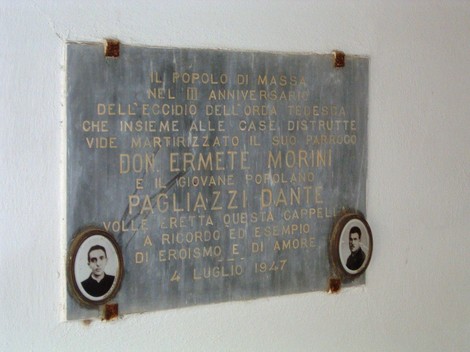 IL POPOLO DI MASSA
NEL III ANNIVERSARIO
DELL'ECCIDIO DELL'ORDA TEDESCA
CHE INSIEME ALLE CASE DISTRUTTE
VIDE MARTIRIZZATO IL SUO PARROCO
DON. ERMETE MORINI
E IL GIOVANE POPOLANO
PAGLIAZZI DANTE
VOLLE ERETTA QUESTA CAPPELLA
A RICORDO ED ESEMPIO
DI EROISMO E DI AMORE
4 LUGLIO 1947